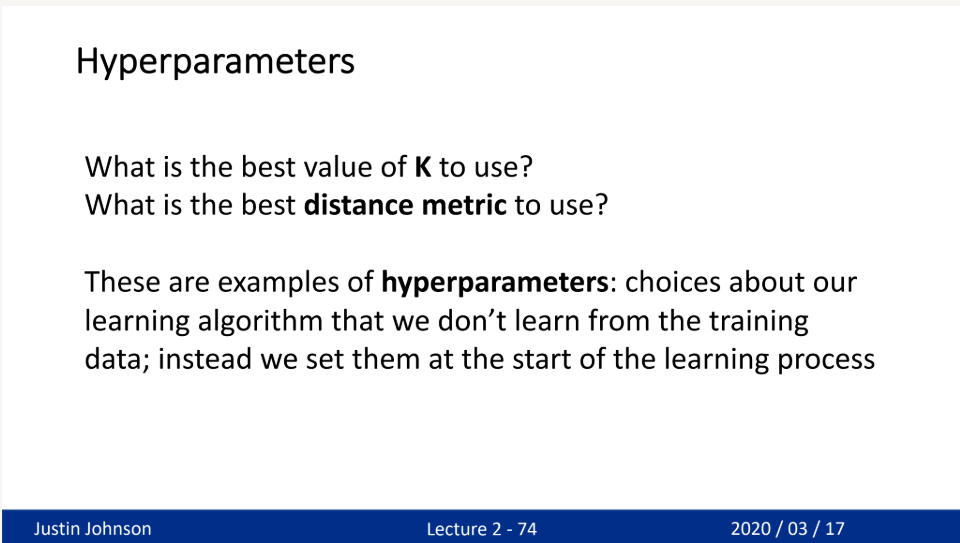 Hyperparameters
What is the best value of K to use?
What is the best distance metric to use?
These are examples of hyperparameters: choices about our
learning algorithm that we don’t learn from the training
data; instead we set them at the start of the learning process
Justin Johnson
Lecture 2 - 74
2020 / 03 / 17